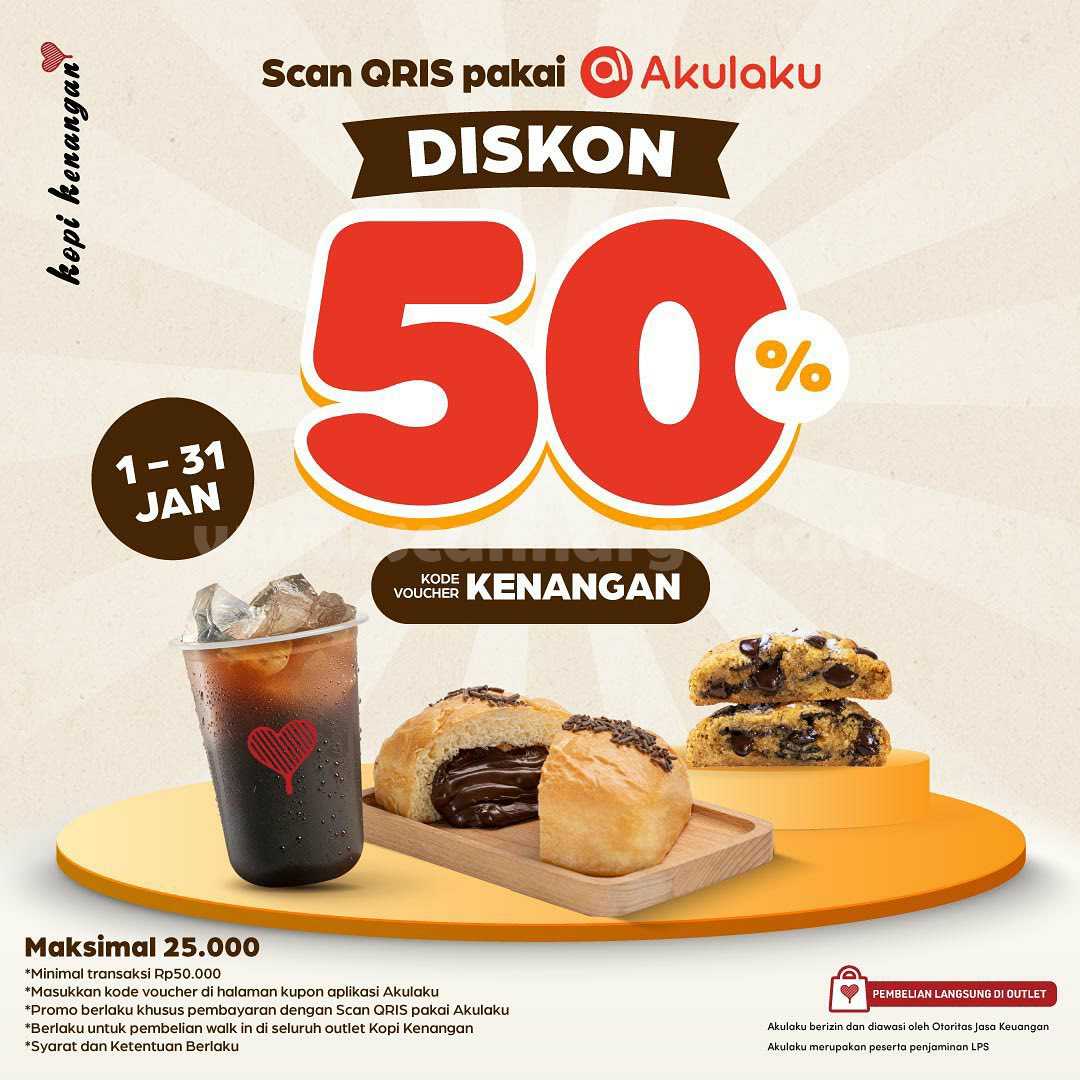 kopi kenangan
Scan QRIS pakai Akulaku
DISKON
50%
1 – 31
JAN
KODE
VOUCHER KENANGAN
Maksimal 25.000
*Minimal transaksi Rp50.000
*Masukkan kode voucher di halaman kupon aplikasi Akulaku
*Promo berlaku khusus pembayaran dengan Scan QRIS pakai Akulaku
*Berlaku untuk pembelian walk in di seluruh outlet Kopi Kenangan
*Syarat dan Ketentuan Berlaku
PEMBELIAN LANGSUNG DI OUTLET
Akulaku berizin dan diawasi oleh Otoritas Jasa Keuangan
Akulaku merupakan peserta penjaminan LPS